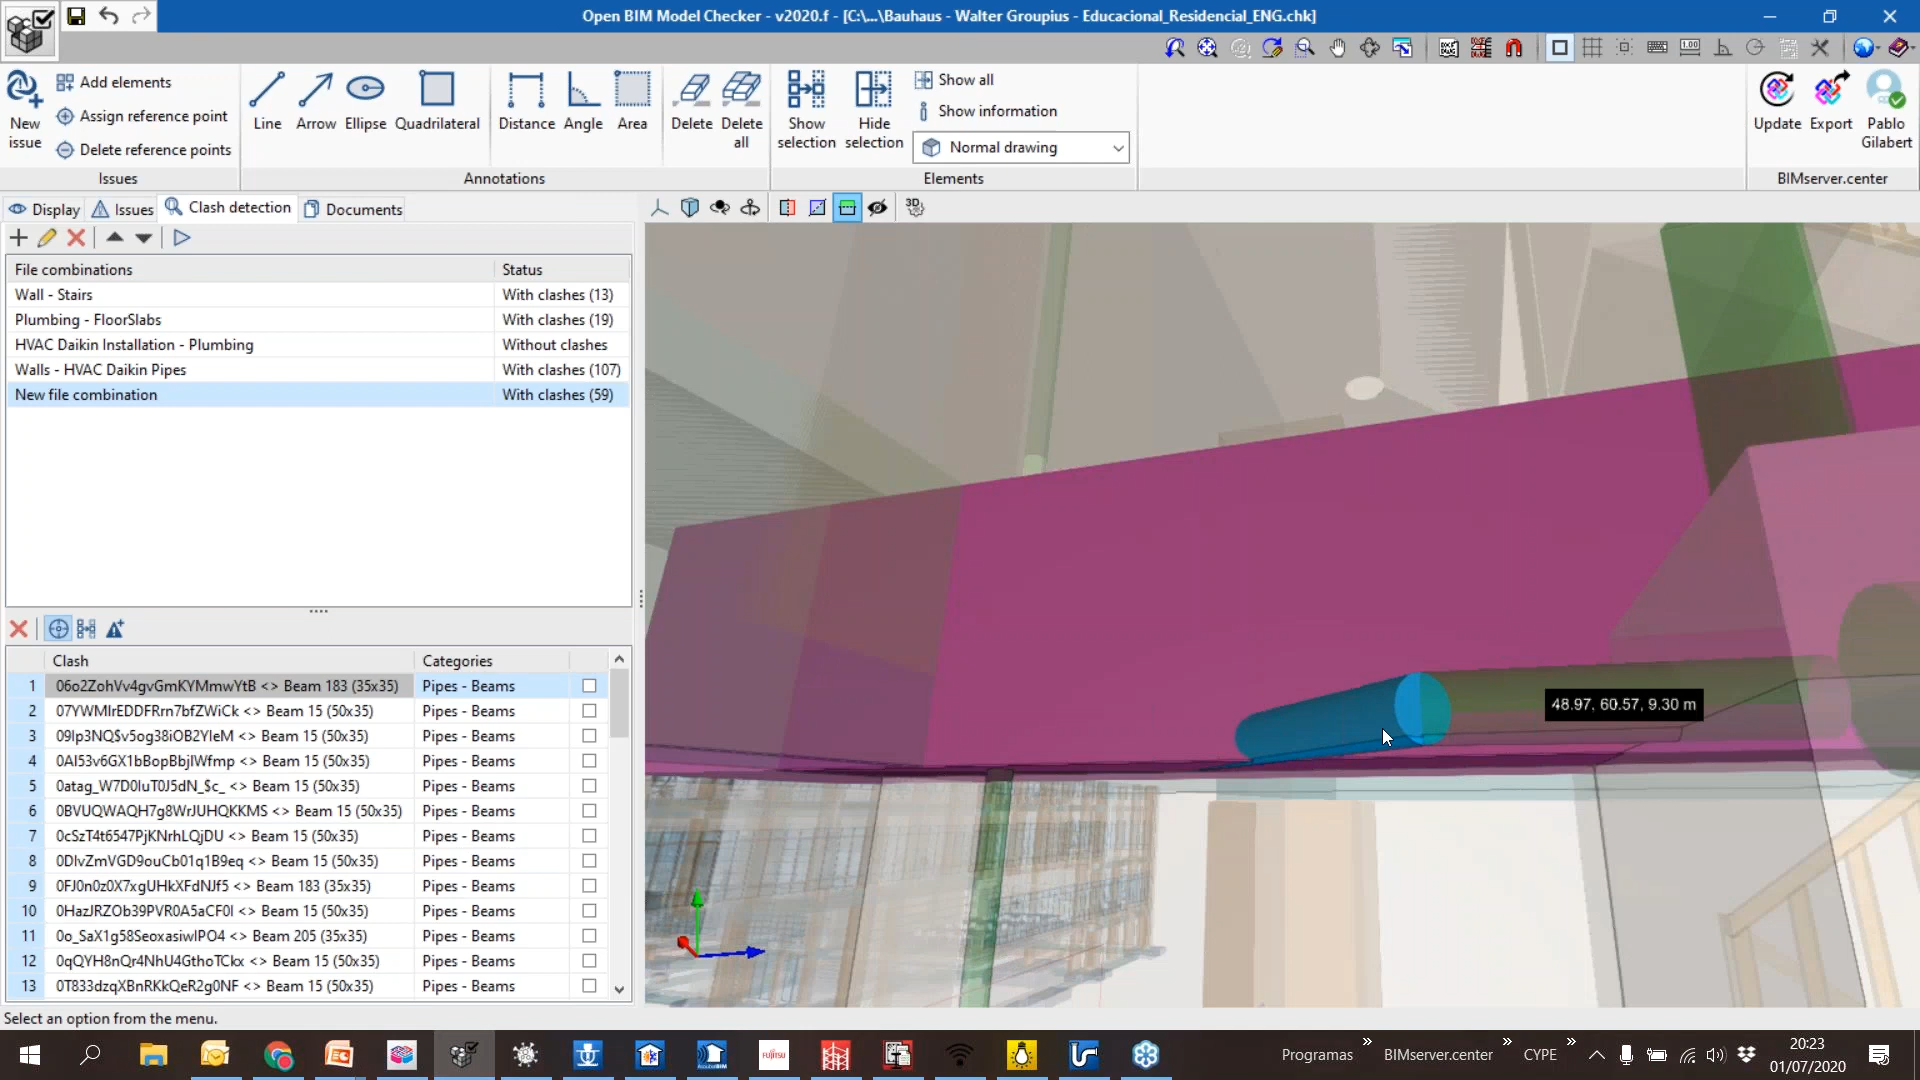 Open BIM Model Checker - v2020.f - [C:\...\Bauhaus - Walter Groupius - Educacional_Residencial_ENG.chk]
New issue
Add elements
Assign reference point
Delete reference points
Issues
Line
Arrow
Ellipse
Quadrilateral
Distance
Angle
Area
Delete
Delete all
Annotations
Show selection
Hide selection
Show all
Show information
Normal drawing
Elements
Update
Export
Pablo Gilabert
BIMserver.center
Display
Issues
Clash detection
Documents
File combinations Status
Wall - Stairs With clashes (13)
Plumbing - FloorSlabs With clashes (19)
HVAC Daikin Installation - Plumbing Without clashes
Walls - HVAC Daikin Pipes With clashes (107)
New file combination With clashes (59)
Clash Categories
1 06o2ZohVv4gvGmKYMmwYtB <> Beam 183 (35x35) Pipes - Beams
2 07YWMIrEDDFRrn7bfZWiCk <> Beam 15 (50x35) Pipes - Beams
3 09Ip3NQ$v5og38iOB2YIeM <> Beam 15 (50x35) Pipes - Beams
4 0AI53v6GX1bBopBbjIWfmp <> Beam 15 (50x35) Pipes - Beams
5 0atag_W7D0IuT0J5dN_$c_ <> Beam 15 (50x35) Pipes - Beams
6 0BVUQWAQH7g8WrJUHQKKMS <> Beam 15 (50x35) Pipes - Beams
7 0cSzT4t6547PjKNrhLQjDU <> Beam 15 (50x35) Pipes - Beams
8 0DIvZmVGD9ouCb01q1B9eq <> Beam 15 (50x35) Pipes - Beams
9 0FJ0n0z0X7xgUHkXFdNJf5 <> Beam 183 (35x35) Pipes - Beams
10 0HazJRZOb39PVR0A5aCF0I <> Beam 15 (50x35) Pipes - Beams
11 0o_SaX1g58SeoxasiwIPO4 <> Beam 205 (35x35) Pipes - Beams
12 0qQYH8nQr4NhU4GthoTCkx <> Beam 15 (50x35) Pipes - Beams
13 0T833dzqXBnRKkQeR2g0NF <> Beam 15 (50x35) Pipes - Beams
48.97, 60.57, 9.30 m
Select an option from the menu.
FUJITSU
Programas
BIMserver.center
CYPE
20:23
01/07/2020